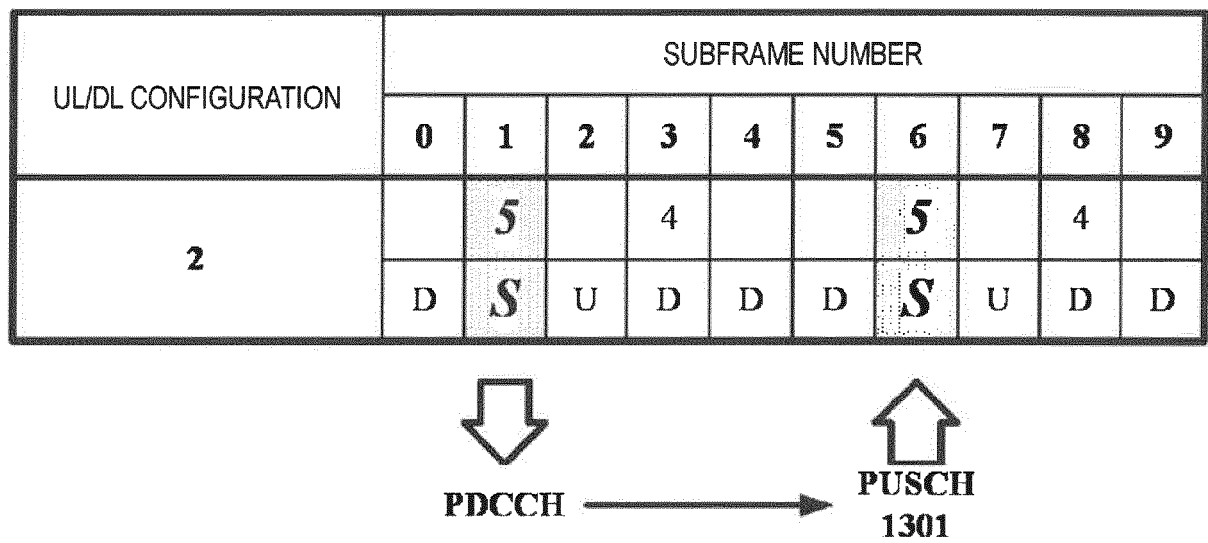 UL/DL CONFIGURATION
SUBFRAME NUMBER
0 1 2 3 4 5 6 7 8 9
2
5 4 5 4
D S U D D D S U D D
PDCCH
PUSCH
1301